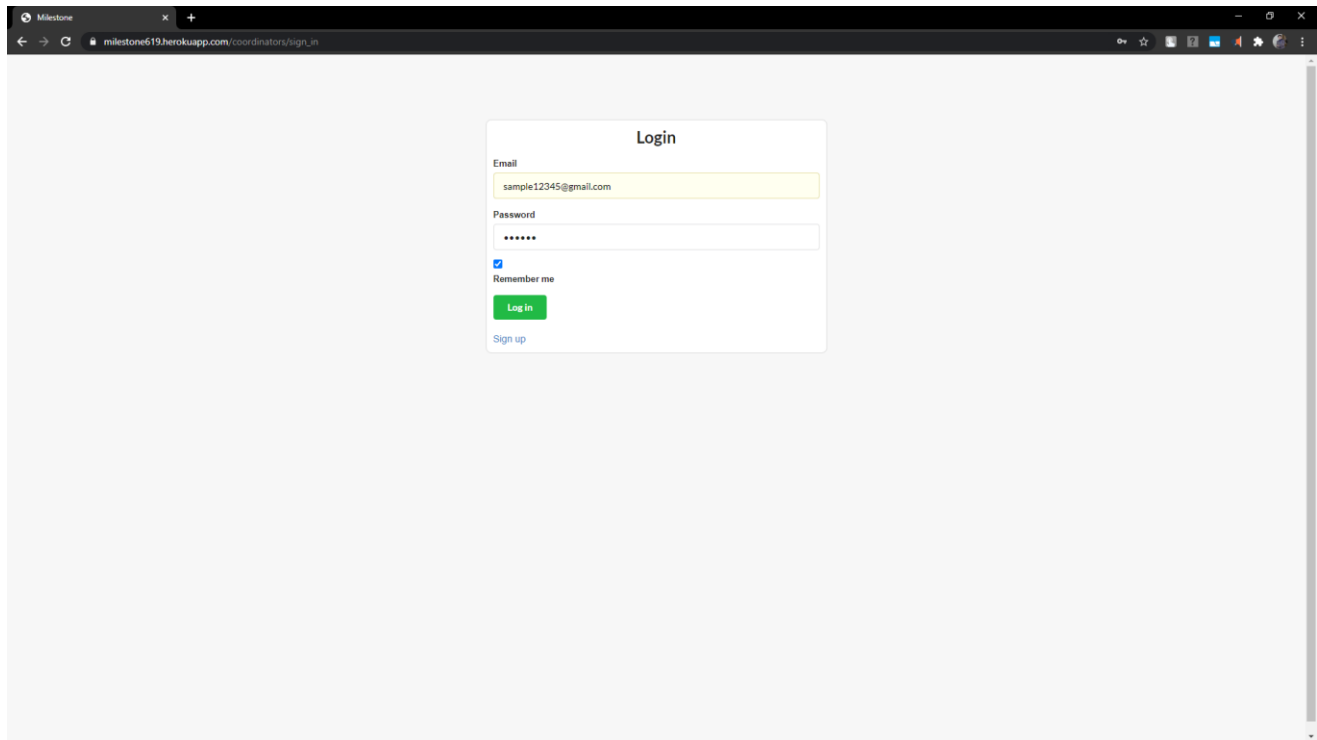 Milestone
milestone619.herokuapp.com/coordinators/sign_in
Login
Email
sample12345@gmail.com
Password
••••••
Remember me
Log in
Sign up